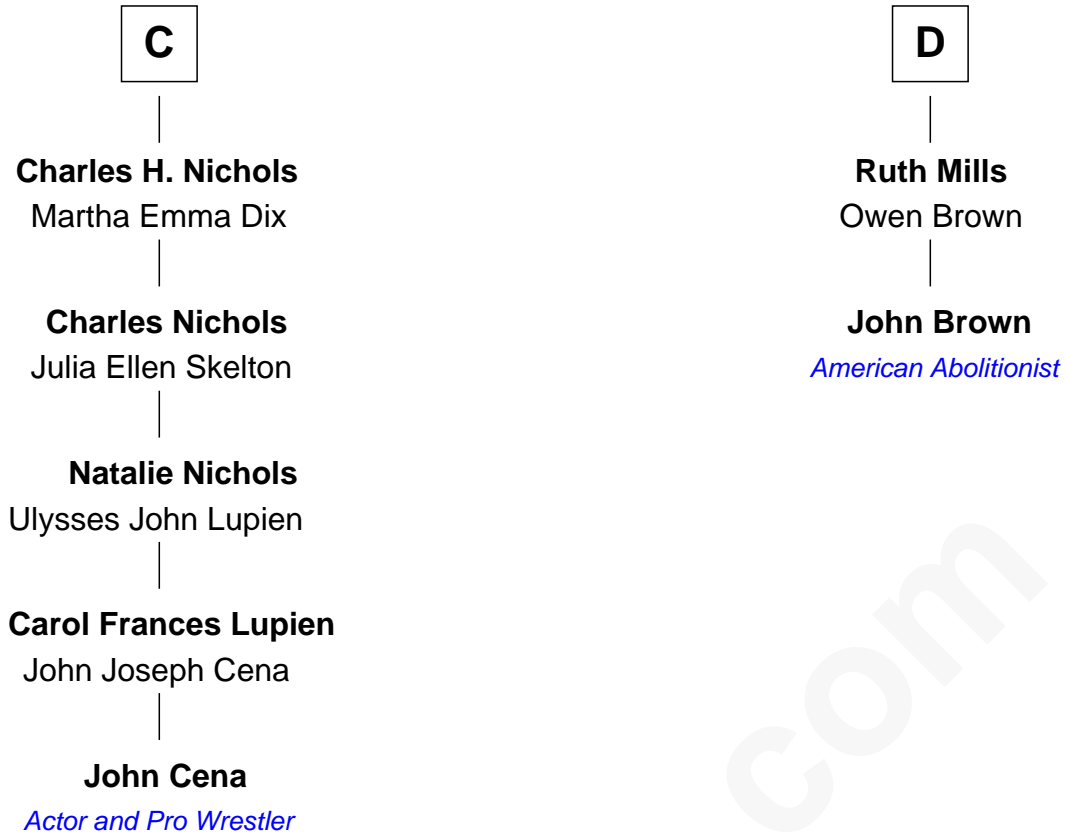 C
Charles H. Nichols
Martha Emma Dix
Charles Nichols
Julia Ellen Skelton
Natalie Nichols
Ulysses John Lupien
Carol Frances Lupien
John Joseph Cena
John Cena
Actor and Pro Wrestler
D
Ruth Mills
Owen Brown
John Brown
American Abolitionist
com